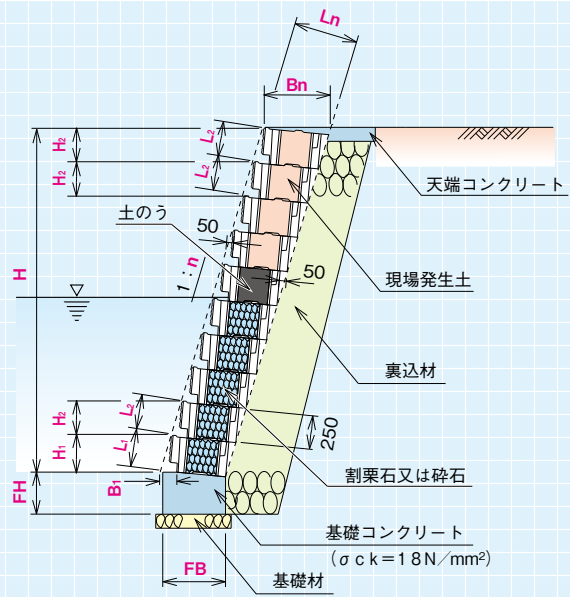 Ln
Bn
L2
H2
L2
H2
天端コンクリート
土のう
50
現場発生土
H
1：n
50
裏込材
H2
L2
250
H1
L1
割栗石又は砕石
B1
FH
基礎コンクリート
（σｃｋ＝１８N／mm²）
FB
基礎材